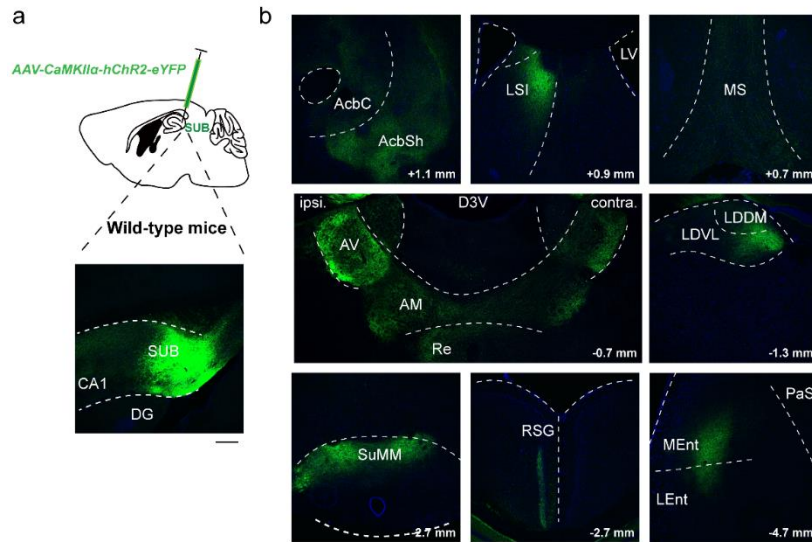 a
AAV-CaMKIIα-hChR2-eYFP
SUB
Wild-type mice
SUB
CA1
DG
b
AcbC
AcbSh
+1.1 mm
LV
LSI
+0.9 mm
MS
+0.7 mm
ipsi.
D3V
contra.
AV
AM
Re
-0.7 mm
LDDM
LDVL
-1.3 mm
SuMM
-2.7 mm
RSG
-2.7 mm
PaS
MEnt
LEnt
-4.7 mm